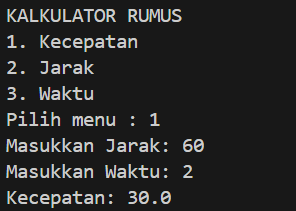 KALKULATOR RUMUS
1. Kecepatan
2. Jarak
3. Waktu
Pilih menu : 1
Masukkan Jarak: 60
Masukkan Waktu: 2
Kecepatan: 30.0